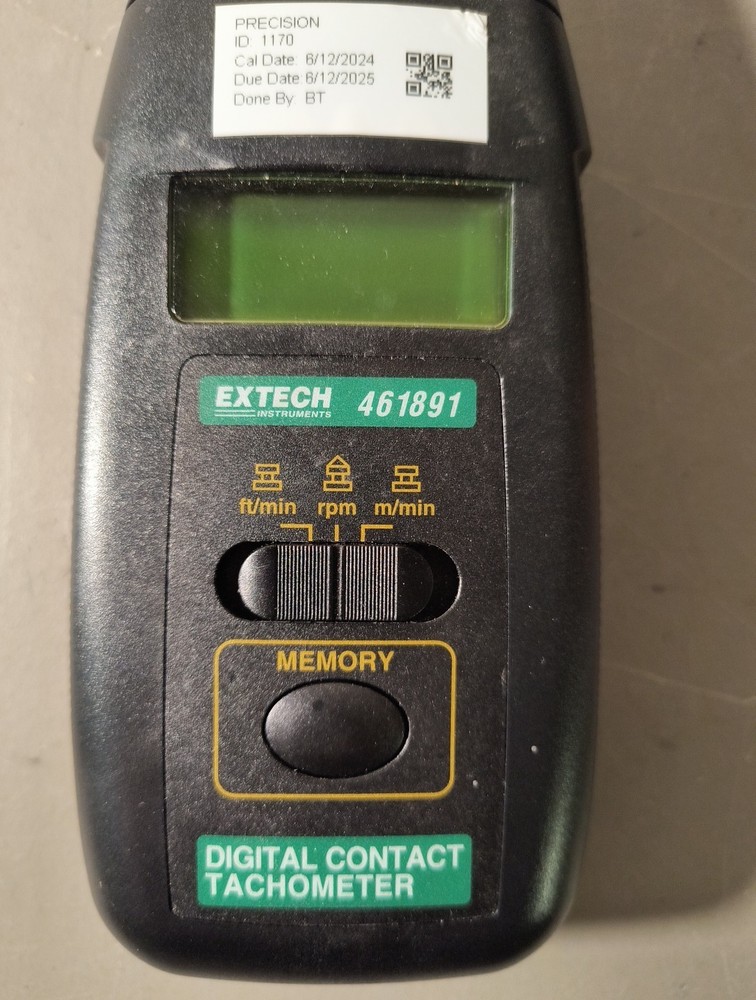 PRECISION
ID: 1170
Cal Date: 6/12/2024
Due Date: 6/12/2025
Done By: BT
EXTECH 461891
INSTRUMENTS
ft/min rpm m/min
MEMORY
DIGITAL CONTACT
TACHOMETER